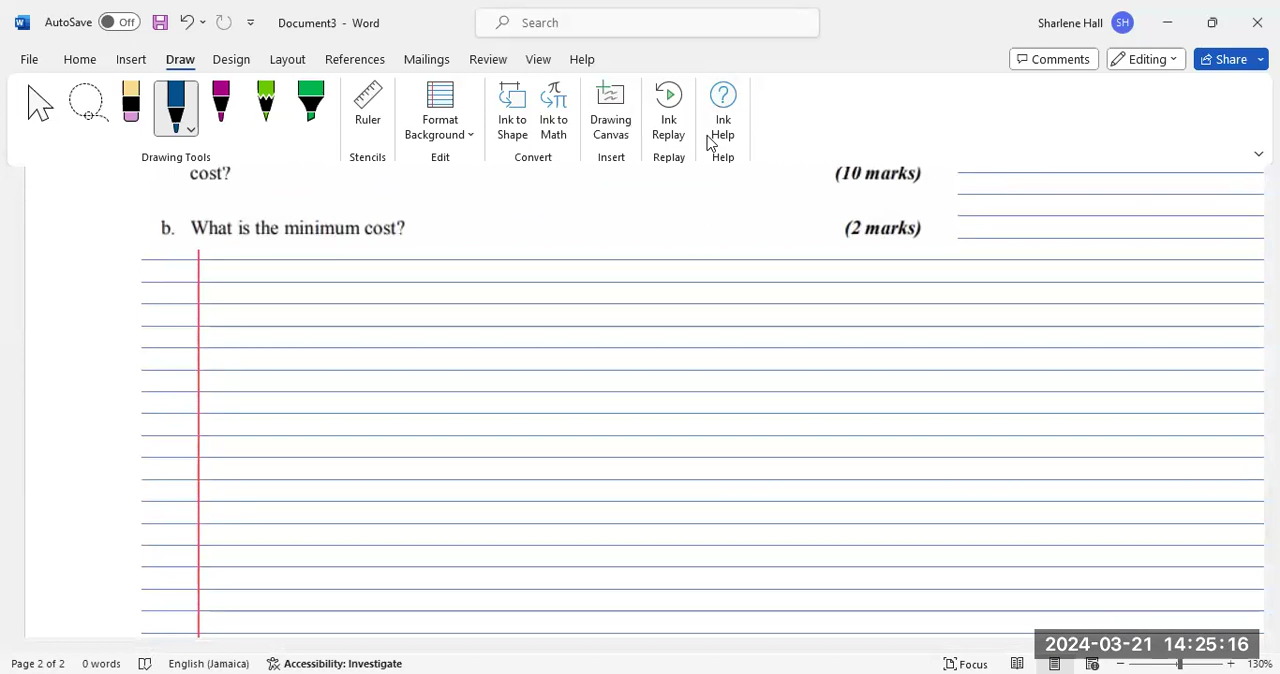 AutoSave Off Document3 - Word Search Sharlene Hall SH
File Home Insert Draw Design Layout References Mailings Review View Help Comments Editing Share
Ruler Format Background Ink to Shape Ink to Math Drawing Canvas Ink Replay Ink Help
Drawing Tools Stencils Edit Convert Insert Replay Help
cost? (10 marks)
b. What is the minimum cost? (2 marks)
2024-03-21 14:25:16
Page 2 of 2 0 words English (Jamaica) Accessibility: Investigate Focus 130%